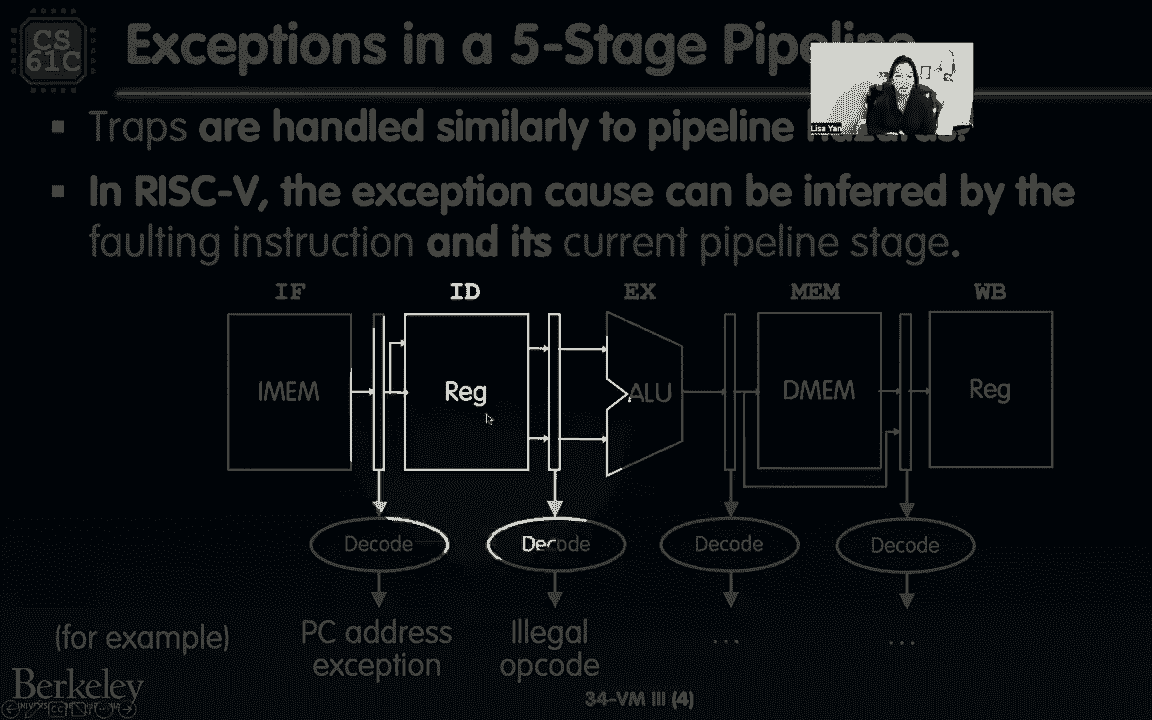 CS
61C
Exceptions in a 5-Stage Pipeline
▪ Traps are handled similarly to pipeline hazards.
Lisa Yan
▪ In RISC-V, the exception cause can be inferred by the
faulting instruction and its current pipeline stage.
IF ID EX MEM WB
IMEM Reg ALU DMEM Reg
Decode Decode Decode Decode
(for example) PC address Illegal ... ...
exception opcode
Berkeley
34-VM III (4)